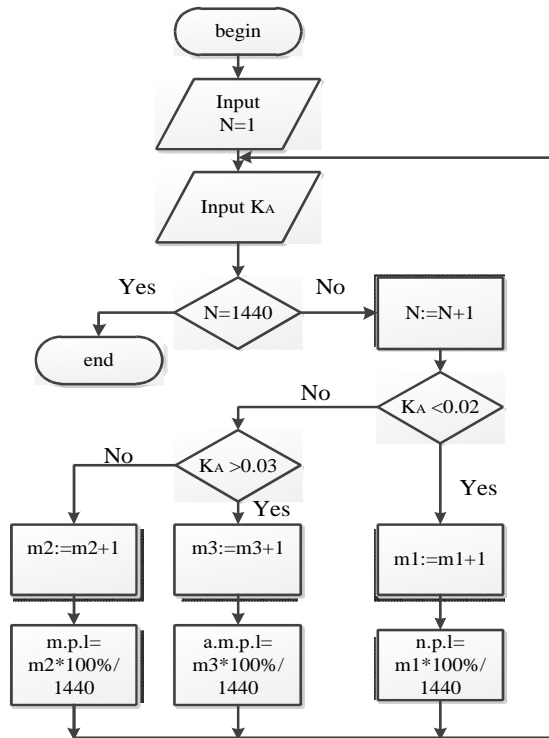 begin
Input
N=1
Input KA
Yes
No
N=1440
N:=N+1
end
No
KA <0.02
No
KA >0.03
Yes
Yes
m2:=m2+1
m3:=m3+1
m1:=m1+1
m.p.l=
m2*100%/
1440
a.m.p.l=
m3*100%/
1440
n.p.l=
m1*100%/
1440